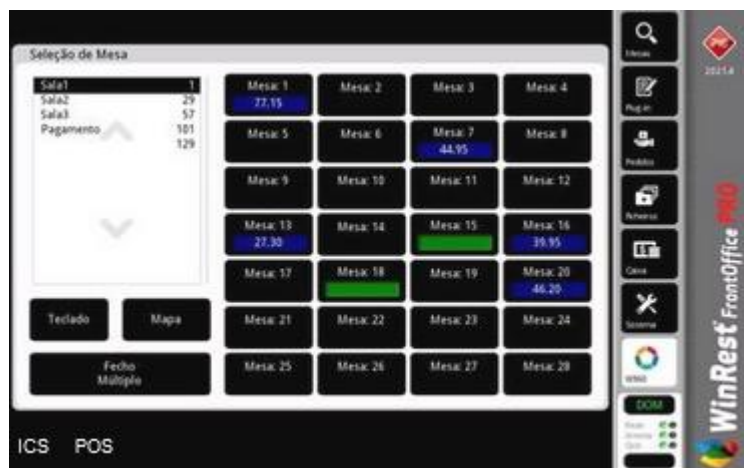 Seleção de Mesa
Sala1 1
Sala2 29
Sala3 57
Pagamento 101
129
Mesa: 1
77.15
Mesa: 2
Mesa: 3
Mesa: 4
Mesa: 5
Mesa: 6
Mesa: 7
44.95
Mesa: 8
Mesa: 9
Mesa: 10
Mesa: 11
Mesa: 12
Mesa: 13
27.30
Mesa: 14
Mesa: 15
Mesa: 16
39.95
Mesa: 17
Mesa: 18
Mesa: 19
Mesa: 20
46.20
Mesa: 21
Mesa: 22
Mesa: 23
Mesa: 24
Mesa: 25
Mesa: 26
Mesa: 27
Mesa: 28
Teclado
Mapa
Fecho
Múltiplo
ICS POS
Mesas
Plug-in
Pedidos
Ficheiros
Caixa
Sistema
DOM
WinRest FrontOffice PRO